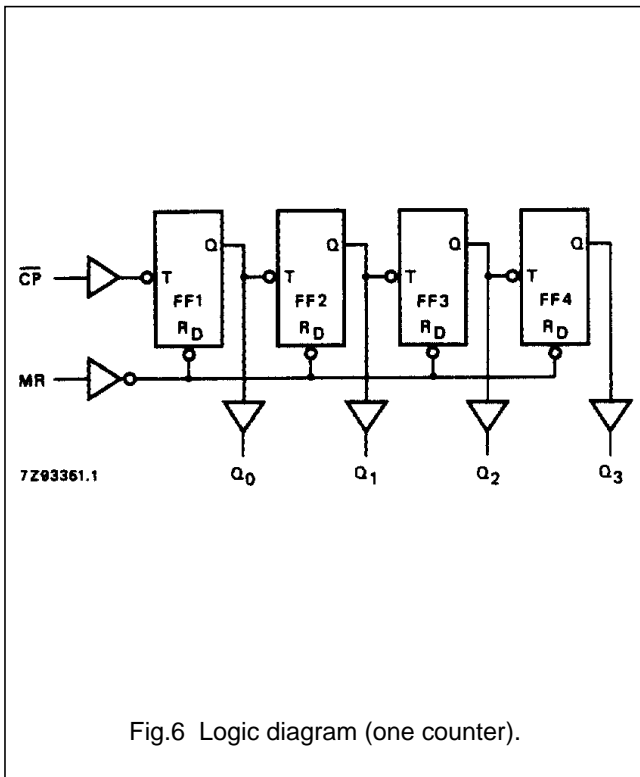 Q Q Q Q
CP T T T T
FF1 FF2 FF3 FF4
RD RD RD RD
MR
7Z93361.1 Q0 Q1 Q2 Q3
Fig.6 Logic diagram (one counter).